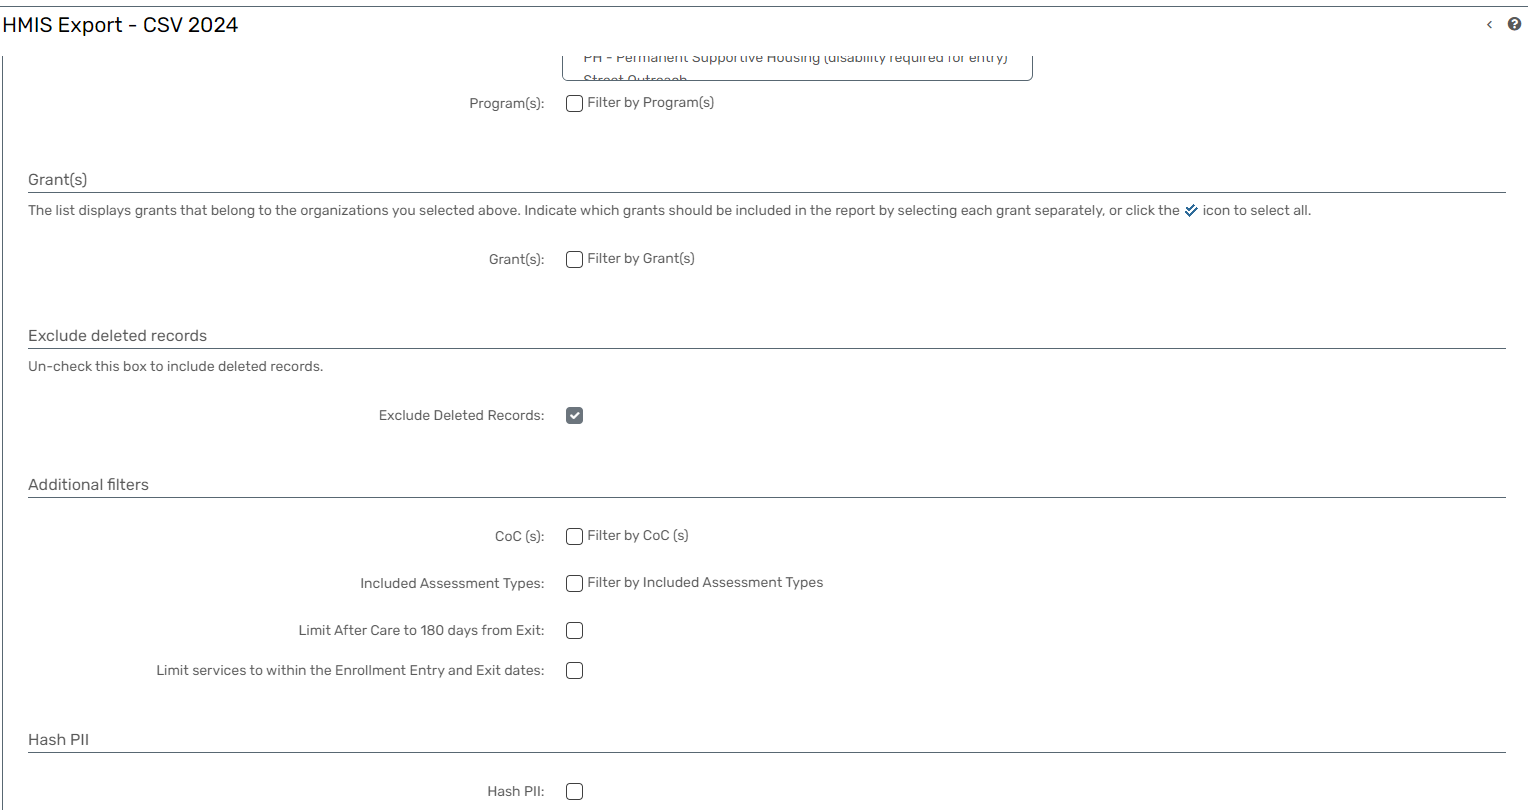 HMIS Export - CSV 2024
PH - Permanent Supportive Housing (disability required for entry)
Street Outreach
Program(s): Filter by Program(s)
Grant(s)
The list displays grants that belong to the organizations you selected above. Indicate which grants should be included in the report by selecting each grant separately, or click the icon to select all.
Grant(s): Filter by Grant(s)
Exclude deleted records
Un-check this box to include deleted records.
Exclude Deleted Records:
Additional filters
CoC (s): Filter by CoC (s)
Included Assessment Types: Filter by Included Assessment Types
Limit After Care to 180 days from Exit:
Limit services to within the Enrollment Entry and Exit dates:
Hash PII
Hash PII: